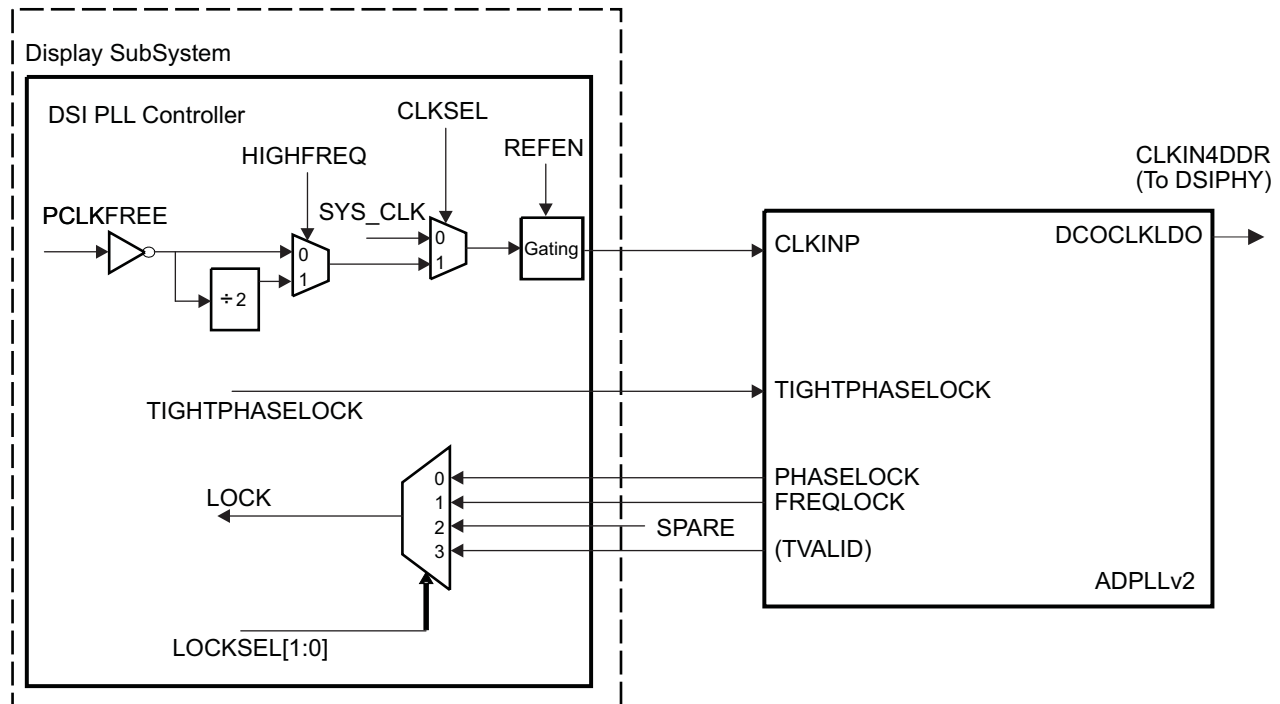 Display SubSystem
DSI PLL Controller
CLKSEL
HIGHFREQ
REFEN
CLKIN4DDR
(To DSIPHY)
PCLKFREE
SYS_CLK
0
1
÷2
0
1
Gating
CLKINP
DCOCLKLDO
TIGHTPHASELOCK
TIGHTPHASELOCK
LOCK
0
1
2
3
PHASELOCK
FREQLOCK
SPARE
(TVALID)
ADPLLv2
LOCKSEL[1:0]